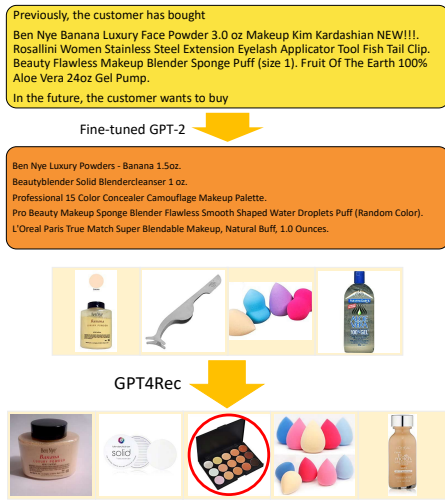 Previously, the customer has bought
Ben Nye Banana Luxury Face Powder 3.0 oz Makeup Kim Kardashian NEW!!!.
Rosallini Women Stainless Steel Extension Eyelash Applicator Tool Fish Tail Clip.
Beauty Flawless Makeup Blender Sponge Puff (size 1). Fruit Of The Earth 100%
Aloe Vera 24oz Gel Pump.
In the future, the customer wants to buy
Fine-tuned GPT-2
Ben Nye Luxury Powders - Banana 1.5oz.
Beautyblender Solid Blendercleanser 1 oz.
Professional 15 Color Concealer Camouflage Makeup Palette.
Pro Beauty Makeup Sponge Blender Flawless Smooth Shaped Water Droplets Puff (Random Color).
L'Oreal Paris True Match Super Blendable Makeup, Natural Buff, 1.0 Ounces.
GPT4Rec
Banana
solid